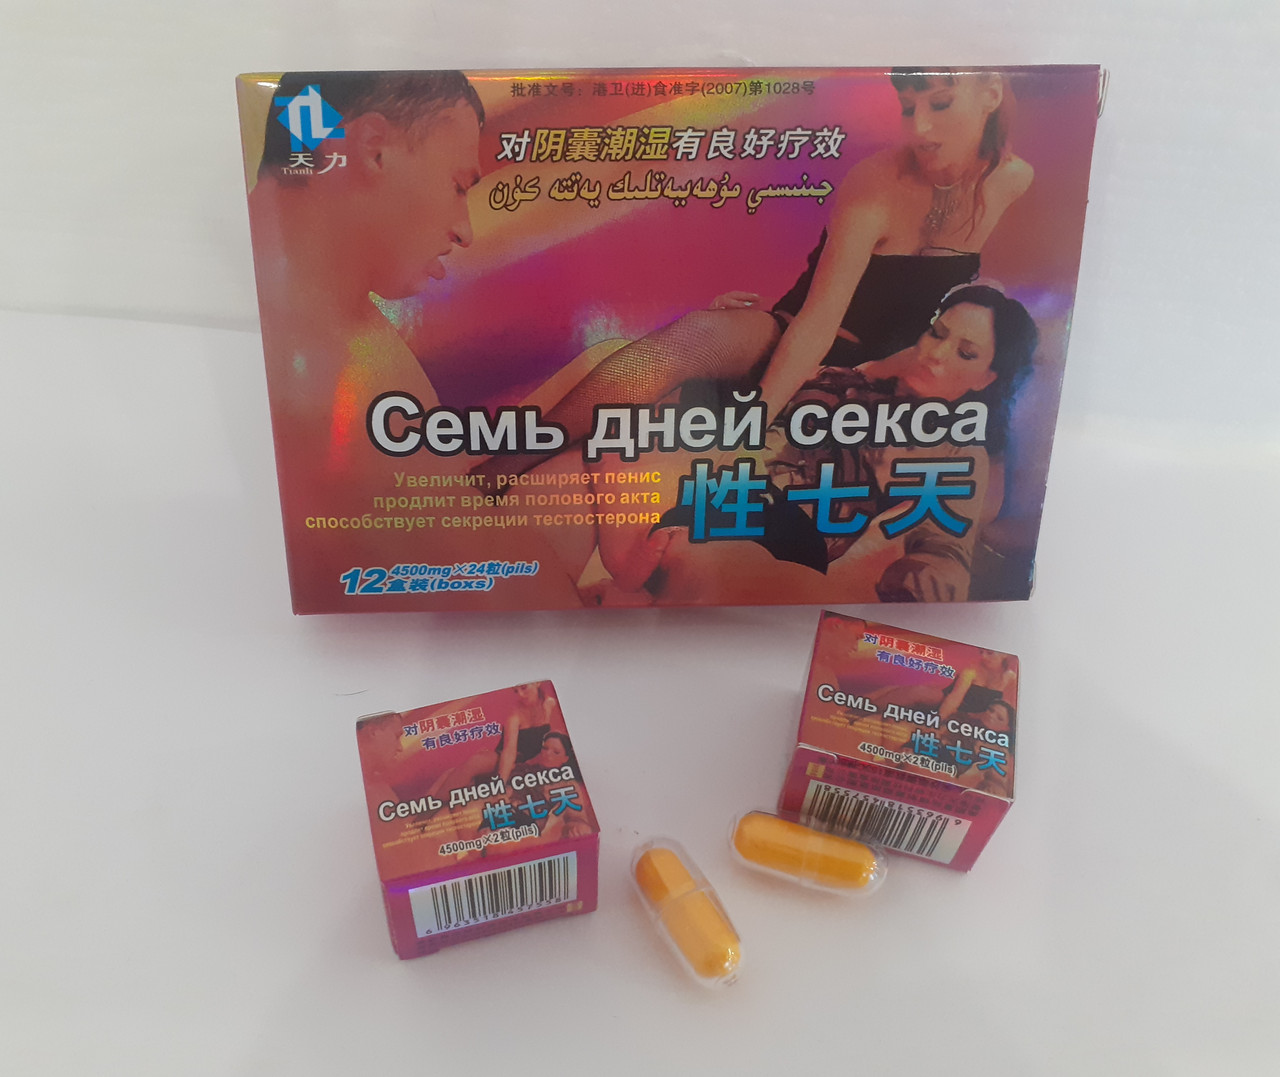 批准文号：港卫(进)食准字(2007)第1028号
TL
天力
Tianli
对阴囊潮湿有良好疗效
جىنىسىي مۇھەببەتلىك يەتتە كۈن
Семь дней секса
性七天
Увеличит, расширяет пенис
продлит время полового акта
способствует секреции тестостерона
12盒装(boxs)
4500mg×24粒(pils)
对阴囊潮湿
有良好疗效
Семь дней секса
性七天
4500mg×2粒(pils)
对阴囊潮湿
有良好疗效
Семь дней секса
性七天
4500mg×2粒(pils)